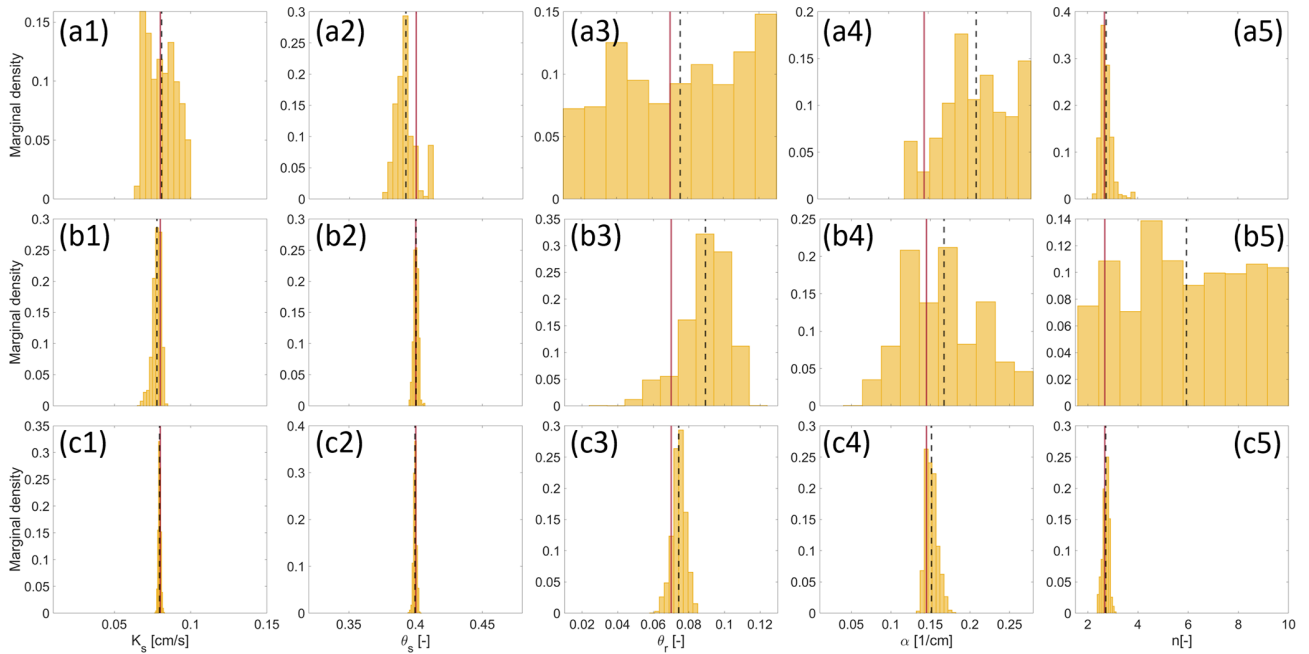 (a1) (a2) (a3) (a4) (a5)
Marginal density
0 0.05 0.1 0.15
0 0.05 0.1 0.15 0.2 0.25 0.3
0 0.05 0.1 0.15
0 0.05 0.1 0.15 0.2
0 0.1 0.2 0.3 0.4
(b1) (b2) (b3) (b4) (b5)
Marginal density
0 0.05 0.1 0.15 0.2 0.25 0.3
0 0.05 0.1 0.15 0.2 0.25 0.3
0 0.05 0.1 0.15 0.2 0.25 0.3 0.35
0 0.05 0.1 0.15 0.2 0.25
0 0.02 0.04 0.06 0.08 0.1 0.12 0.14
(c1) (c2) (c3) (c4) (c5)
Marginal density
0 0.05 0.1 0.15 0.2 0.25 0.3 0.35
0 0.1 0.2 0.3 0.4
0 0.05 0.1 0.15 0.2 0.25 0.3
0 0.05 0.1 0.15 0.2 0.25 0.3
0 0.05 0.1 0.15 0.2 0.25 0.3
0.05 0.1 0.15
0.35 0.4 0.45
0.02 0.04 0.06 0.08 0.1 0.12
0.05 0.1 0.15 0.2 0.25
2 4 6 8 10
K_s [cm/s] θ_s [-] θ_r [-] α [1/cm] n[-]